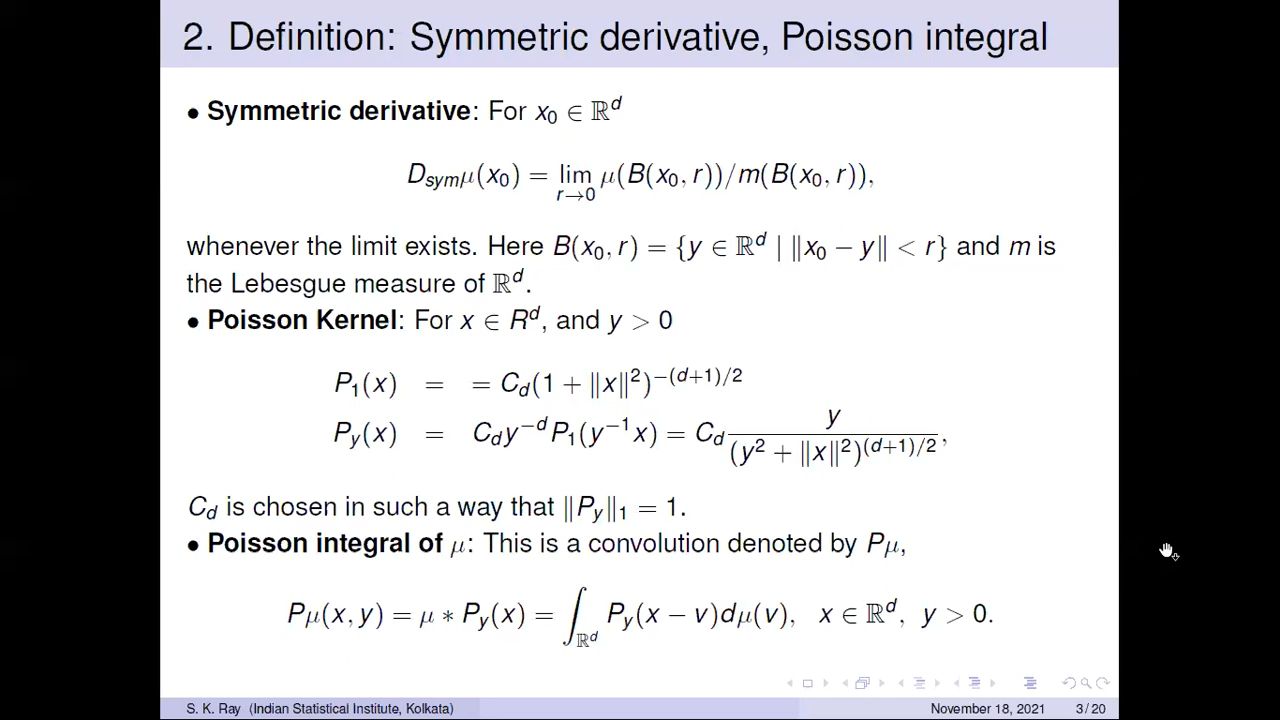 2. Definition: Symmetric derivative, Poisson integral
• Symmetric derivative: For x₀ ∈ ℝᵈ
D_{sym}μ(x₀) = lim_{r→0} μ(B(x₀, r))/m(B(x₀, r)),
whenever the limit exists. Here B(x₀, r) = {y ∈ ℝᵈ | ‖x₀ − y‖ < r} and m is
the Lebesgue measure of ℝᵈ.
• Poisson Kernel: For x ∈ Rᵈ, and y > 0
P₁(x) = = C_d(1 + ‖x‖²)^{−(d+1)/2}
P_y(x) = C_d y^{−d} P₁(y^{−1}x) = C_d \frac{y}{(y² + ‖x‖²)^{(d+1)/2}},
C_d is chosen in such a way that ‖P_y‖₁ = 1.
• Poisson integral of μ: This is a convolution denoted by Pμ,
Pμ(x, y) = μ ∗ P_y(x) = ∫_{ℝᵈ} P_y(x − v)dμ(v), x ∈ ℝᵈ, y > 0.
S. K. Ray (Indian Statistical Institute, Kolkata) November 18, 2021 3 / 20